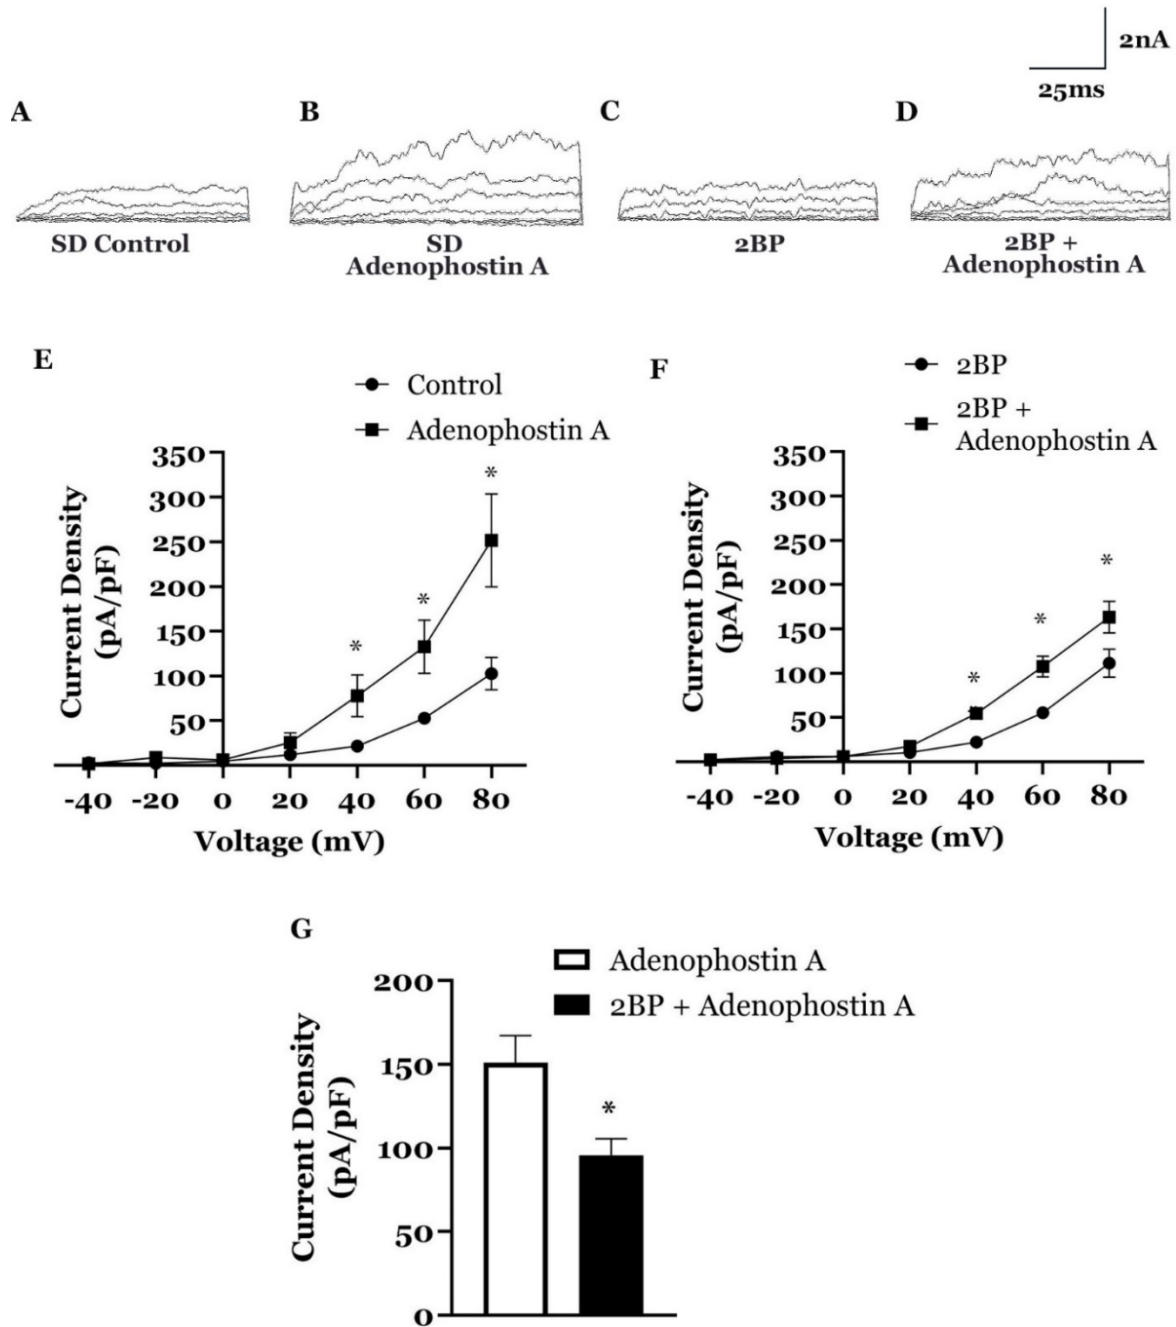 2nA
25ms
A
B
C
D
SD Control
SD
Adenophostin A
2BP
2BP +
Adenophostin A
E
Control
Adenophostin A
350
300
250
200
150
100
50
Current Density
(pA/pF)
*
*
*
-40 -20 0 20 40 60 80
Voltage (mV)
F
2BP
2BP +
Adenophostin A
350
300
250
200
150
100
50
Current Density
(pA/pF)
*
*
*
-40 -20 0 20 40 60 80
Voltage (mV)
G
Adenophostin A
2BP + Adenophostin A
200
150
100
50
0
Current Density
(pA/pF)
*